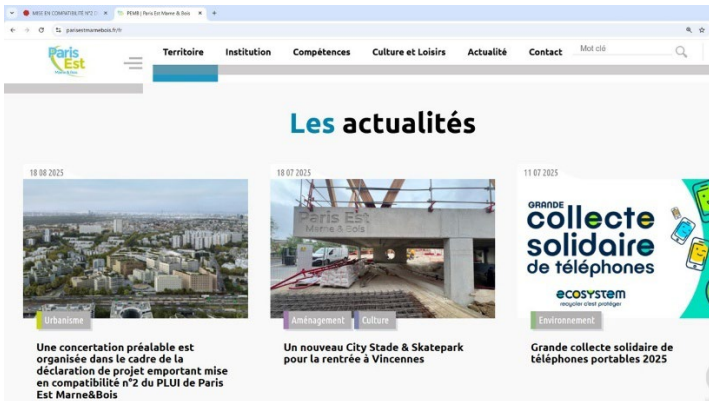 MISE EN COMPATIBILITÉ N°2
PEMB | Paris Est Marne & Bois
parisestmarnebois.fr/fr
Paris
Est
Marne&Bois
Territoire Institution Compétences Culture et Loisirs Actualité Contact Mot clé
Les actualités
18 08 2025
Urbanisme
Une concertation préalable est
organisée dans le cadre de la
déclaration de projet emportant mise
en compatibilité n°2 du PLUI de Paris
Est Marne&Bois
18 07 2025
Paris Est
Marne & Bois
Aménagement Culture
Un nouveau City Stade & Skatepark
pour la rentrée à Vincennes
11 07 2025
GRANDE
collecte
solidaire
de téléphones
ecosystem
recycler c'est protéger
Environnement
Grande collecte solidaire de
téléphones portables 2025